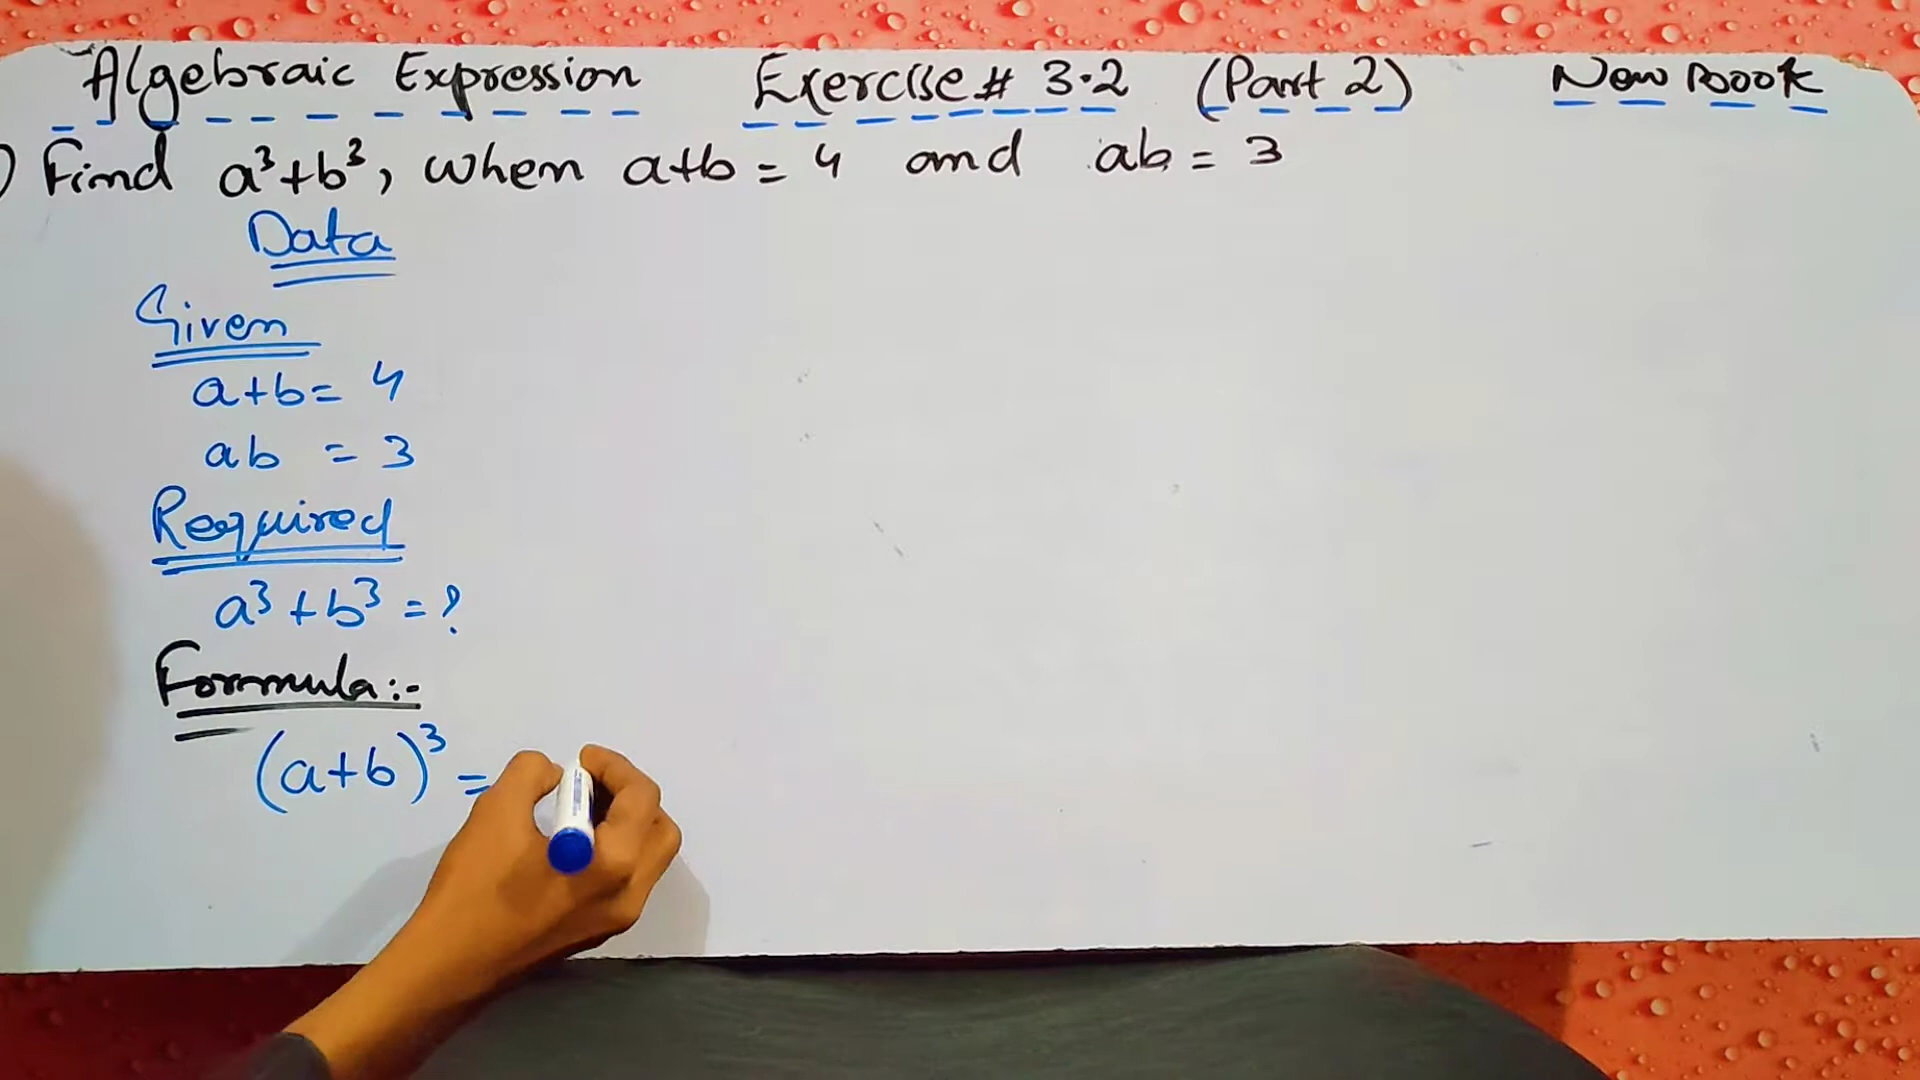 Algebraic Expression Exercise # 3.2 (Part 2) New Book
) Find a³+b³, when a+b = 4 and ab = 3
Data
Given
a+b = 4
ab = 3
Required
a³ + b³ = ?
Formula:-
(a+b)³ =